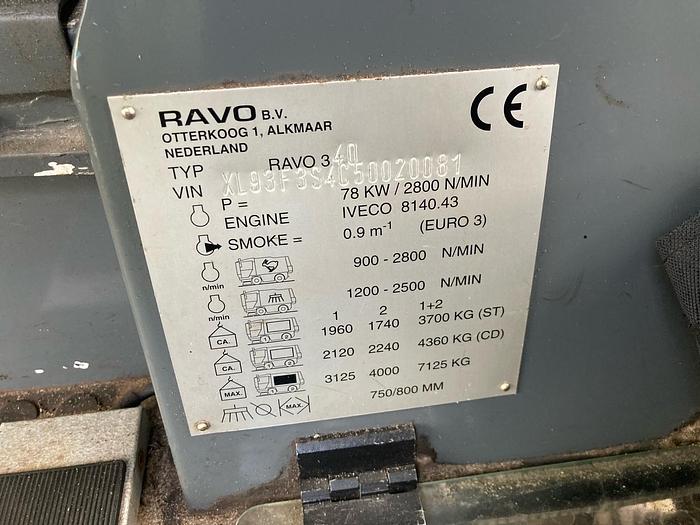 RAVO B.V.
OTTERKOOG 1, ALKMAAR
NEDERLAND
CE
TYP RAVO 3 40
VIN XL93F3S4C50020081
P = 78 KW / 2800 N/MIN
ENGINE IVECO 8140.43
SMOKE = 0.9 m-1 (EURO 3)
n/min 900 - 2800 N/MIN
n/min 1200 - 2500 N/MIN
1 2 1+2
CA. 1960 1740 3700 KG (ST)
CA. 2120 2240 4360 KG (CD)
MAX. 3125 4000 7125 KG
MAX. 750/800 MM